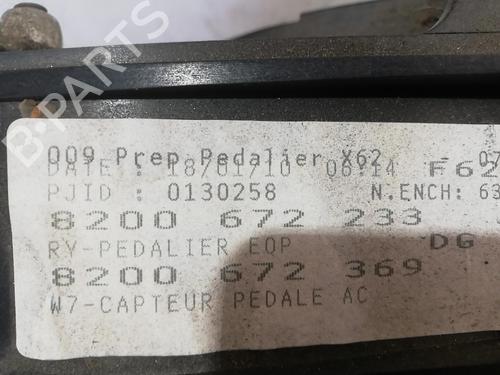 B-PARTS
009 Prep Pedalier X62 - 07
DATE : 18/01/10 06:14 F62
PJID : 0130258 N.ENCH: 63
8200 672 233
RY-PEDALIER EQP DG
8200 672 369
W7-CAPTEUR PEDALE AC